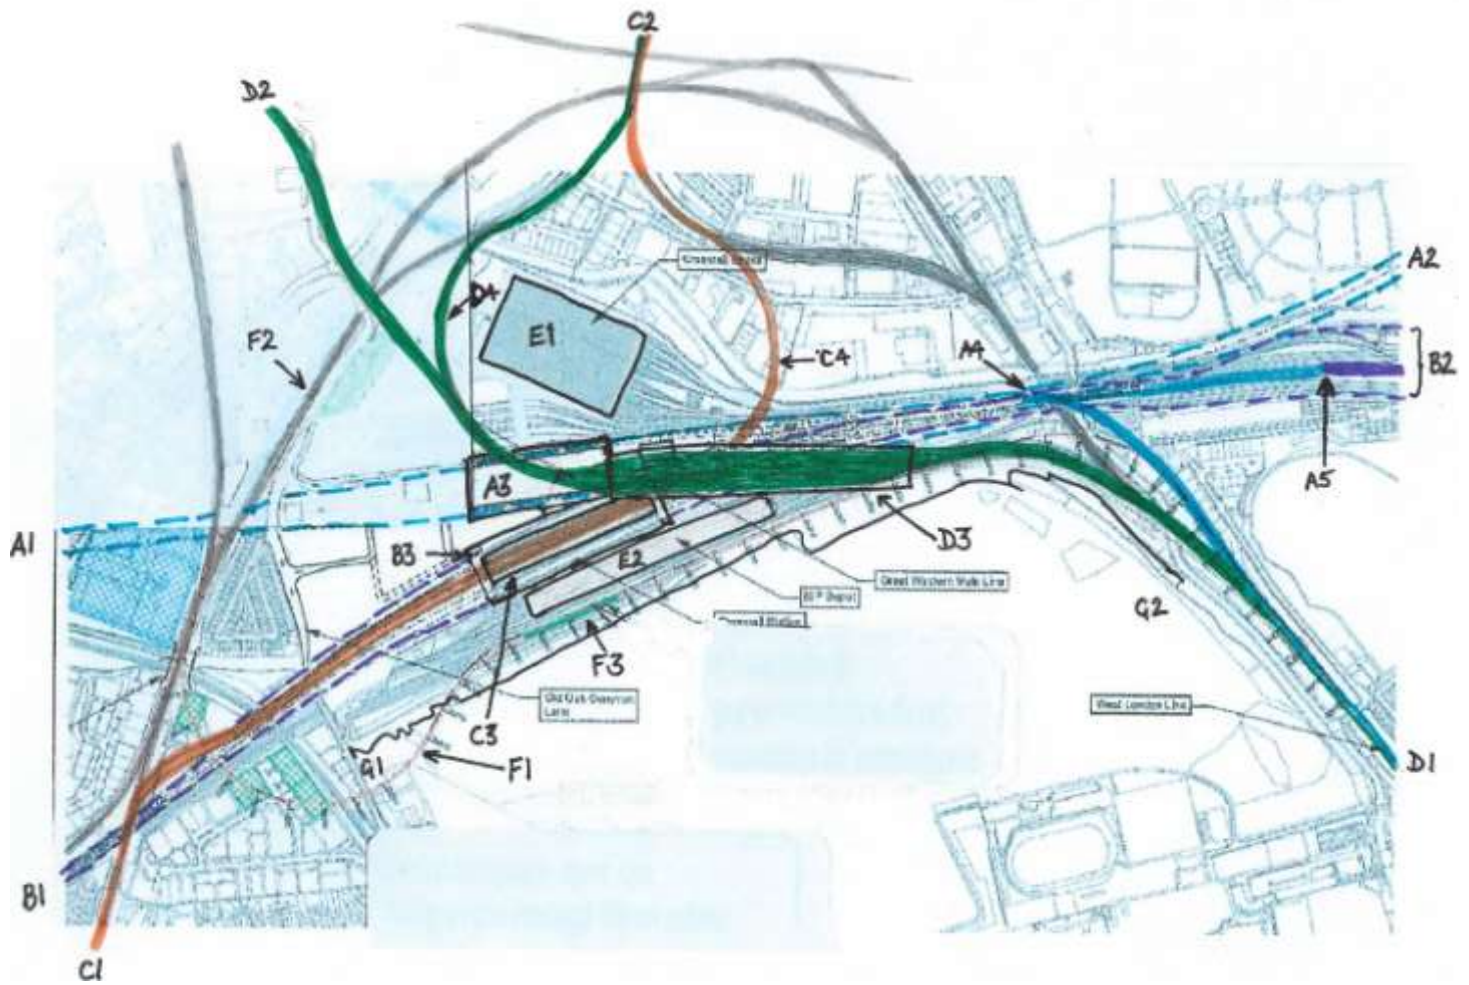 C2
D2
A2
D4
E1
F2
C4
A4
B2
A5
A3
A1
B3
E2
D3
Great Western Main Line
G2
F3
Old Oak Common
Lane
West London Line
C3
G1
F1
D1
B1
C1